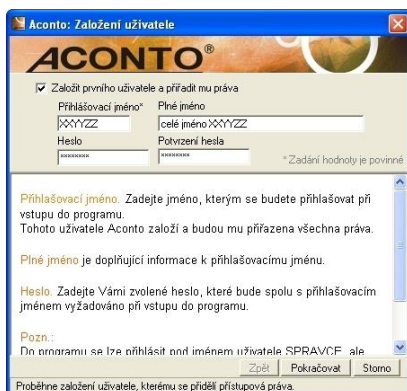 Aconto: Založení uživatele
ACONTO®
Založit prvního uživatele a přiřadit mu práva
Přihlašovací jméno* Plné jméno
XXYYZZ celé jméno XXYYZZ
Heslo Potvrzení hesla
******** ********
* Zadání hodnoty je povinné
Přihlašovací jméno. Zadejte jméno, kterým se budete přihlašovat při
vstupu do programu.
Tohoto uživatele Aconto založí a budou mu přiřazena všechna práva.
Plné jméno je doplňující informace k přihlašovacímu jménu.
Heslo. Zadejte Vámi zvolené heslo, které bude spolu s přihlašovacím
jménem vyžadováno při vstupu do programu.
Pozn.:
Do programu se lze přihlásit pod jménem uživatele SPRAVCE, ale
Zpět Pokračovat Storno
Proběhne založení uživatele, kterému se přidělí přístupová práva.